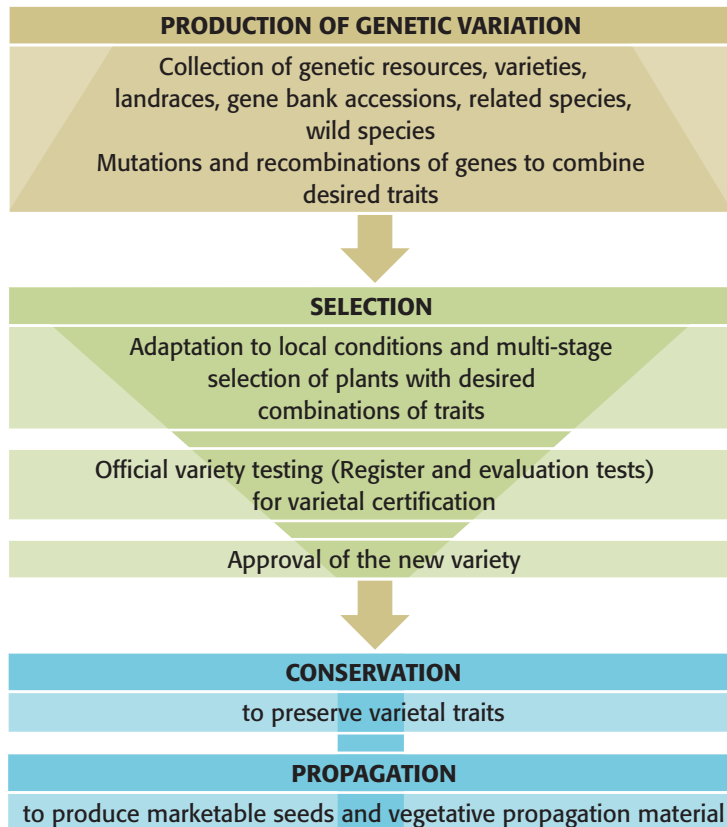 PRODUCTION OF GENETIC VARIATION
Collection of genetic resources, varieties,
landraces, gene bank accessions, related species,
wild species
Mutations and recombinations of genes to combine
desired traits
SELECTION
Adaptation to local conditions and multi-stage
selection of plants with desired
combinations of traits
Official variety testing (Register and evaluation tests)
for varietal certification
Approval of the new variety
CONSERVATION
to preserve varietal traits
PROPAGATION
to produce marketable seeds and vegetative propagation material